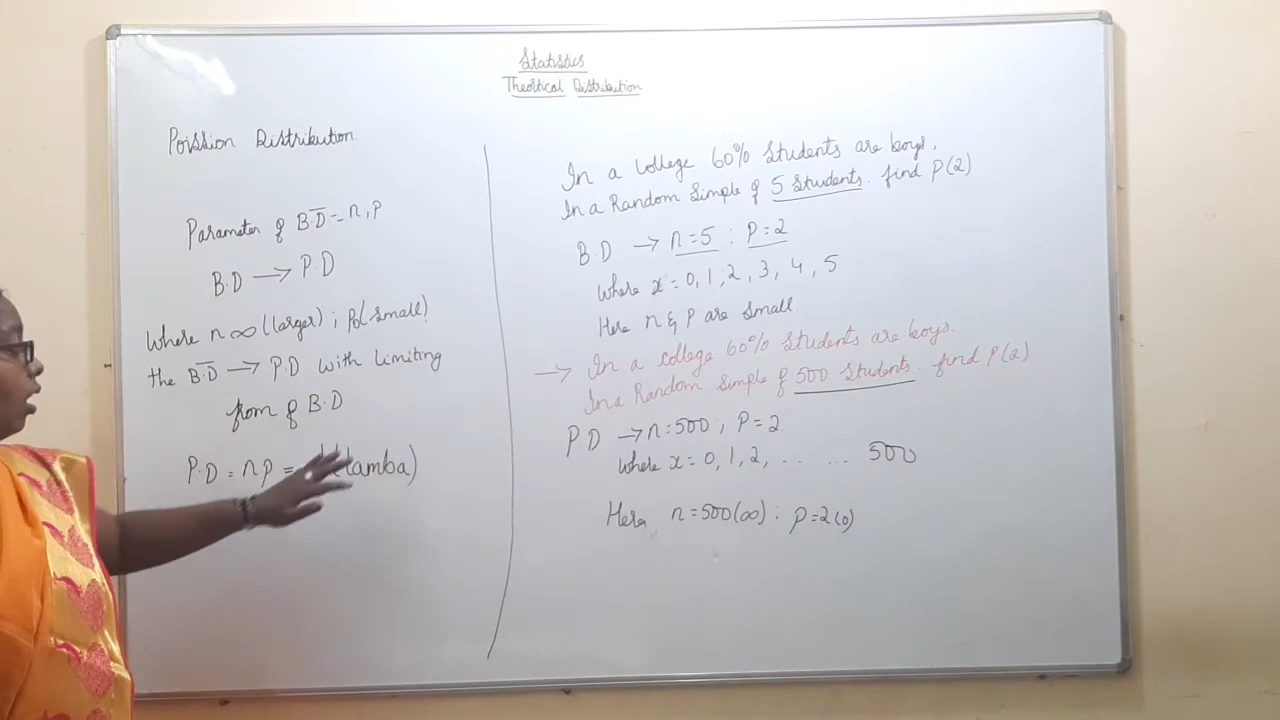 Statistics
Theortical Distribution
Poission Distribution.
Parameter of B.D = n, p
B.D → P.D
Where n ∞ (larger) ; p0 (small)
the B.D → P.D with limiting
from of B.D
P.D = np = (lamba)
In a college 60% Students are boys.
In a Random Simple of 5 Students. find P(2)
B.D → n=5 : P=2
Where x = 0, 1, 2, 3, 4, 5
Here n & p are Small.
→ In a college 60% Students are boys.
In a Random Simple of 500 Students. find P(2)
P D → n=500 ; P=2
where x = 0, 1, 2, .. ... 500
Here, n = 500(∞) : p=2(0)